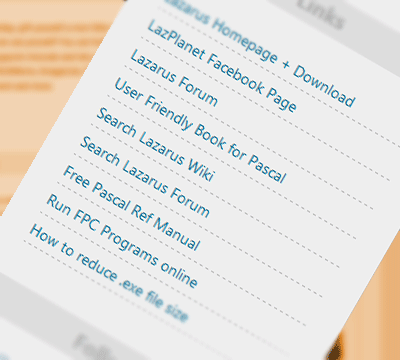 Links
Lazarus Homepage + Download
LazPlanet Facebook Page
Lazarus Forum
User Friendly Book for Pascal
Search Lazarus Wiki
Search Lazarus Forum
Free Pascal Ref Manual
Run FPC Programs online
How to reduce .exe file size